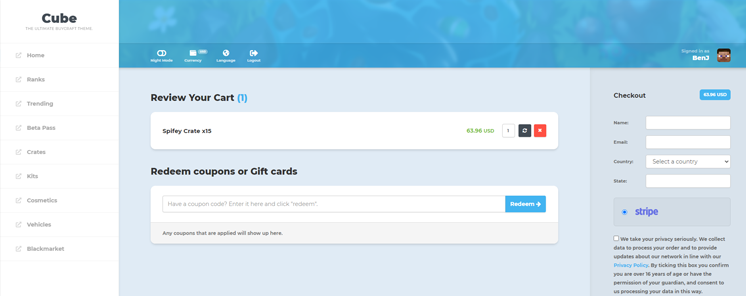 Cube
THE ULTIMATE BUYCRAFT THEME.
Home
Ranks
Trending
Beta Pass
Crates
Kits
Cosmetics
Vehicles
Blackmarket
Night Mode
Currency
Language
Logout
Signed in as
BenJ
Review Your Cart (1)
Spifey Crate x15
63.96 USD
1
Redeem coupons or Gift cards
Have a coupon code? Enter it here and click "redeem".
Redeem
Any coupons that are applied will show up here.
Checkout
63.96 USD
Name:
Email:
Country:
Select a country
State:
stripe
We take your privacy seriously. We collect
data to process your order and to provide
updates about our network in line with our
Privacy Policy. By ticking this box you confirm
you are over 16 years of age or have the
permission of your guardian, and consent to
us processing your data in this way.